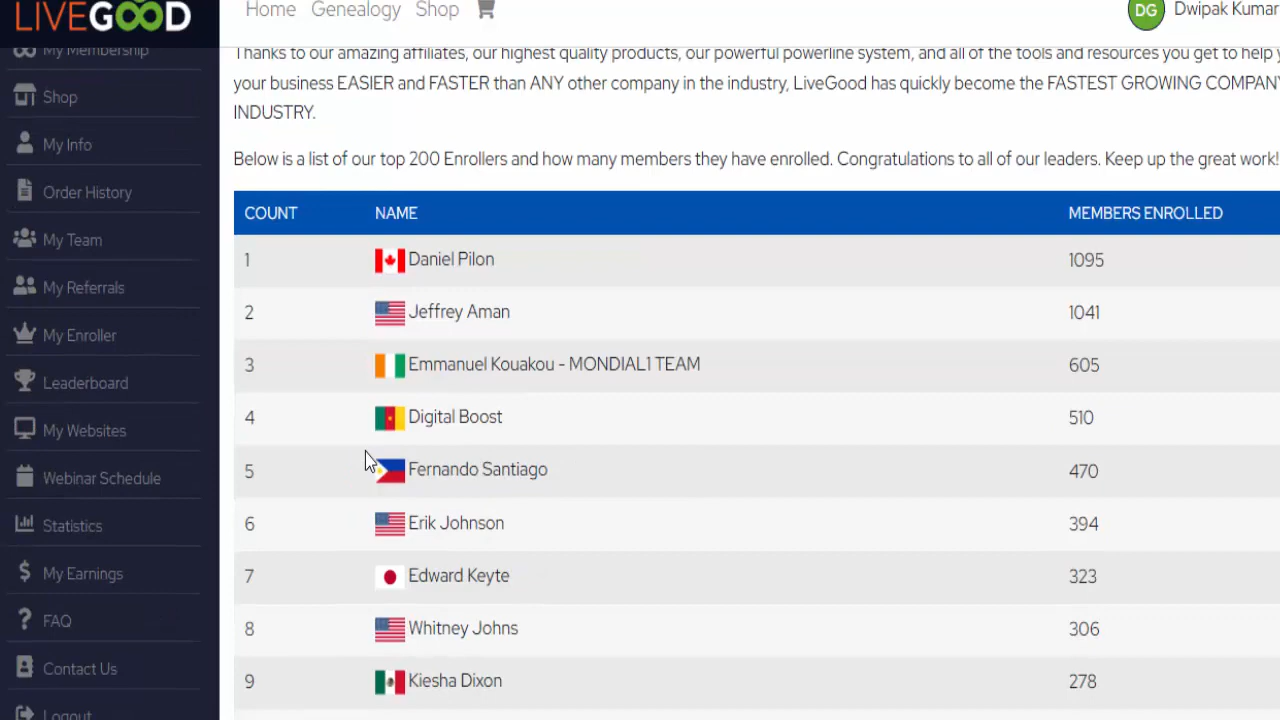 LIVEGOOD
Home Genealogy Shop
DG Dwipak Kumar
My Membership
Shop
My Info
Order History
My Team
My Referrals
My Enroller
Leaderboard
My Websites
Webinar Schedule
Statistics
My Earnings
FAQ
Contact Us
Logout
Thanks to our amazing affiliates, our highest quality products, our powerful powerline system, and all of the tools and resources you get to help
your business EASIER and FASTER than ANY other company in the industry, LiveGood has quickly become the FASTEST GROWING COMPANY
INDUSTRY.
Below is a list of our top 200 Enrollers and how many members they have enrolled. Congratulations to all of our leaders. Keep up the great work!
COUNT NAME MEMBERS ENROLLED
1 Daniel Pilon 1095
2 Jeffrey Aman 1041
3 Emmanuel Kouakou - MONDIAL1 TEAM 605
4 Digital Boost 510
5 Fernando Santiago 470
6 Erik Johnson 394
7 Edward Keyte 323
8 Whitney Johns 306
9 Kiesha Dixon 278